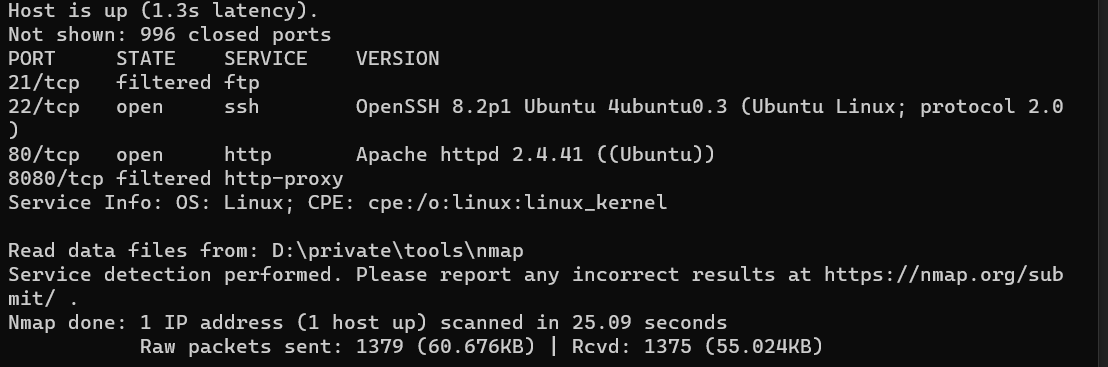 Host is up (1.3s latency).
Not shown: 996 closed ports
PORT     STATE    SERVICE    VERSION
21/tcp   filtered ftp
22/tcp   open     ssh        OpenSSH 8.2p1 Ubuntu 4ubuntu0.3 (Ubuntu Linux; protocol 2.0
)
80/tcp   open     http       Apache httpd 2.4.41 ((Ubuntu))
8080/tcp filtered http-proxy
Service Info: OS: Linux; CPE: cpe:/o:linux:linux_kernel
Read data files from: D:\private\tools\nmap
Service detection performed. Please report any incorrect results at https://nmap.org/sub
mit/ .
Nmap done: 1 IP address (1 host up) scanned in 25.09 seconds
           Raw packets sent: 1379 (60.676KB) | Rcvd: 1375 (55.024KB)